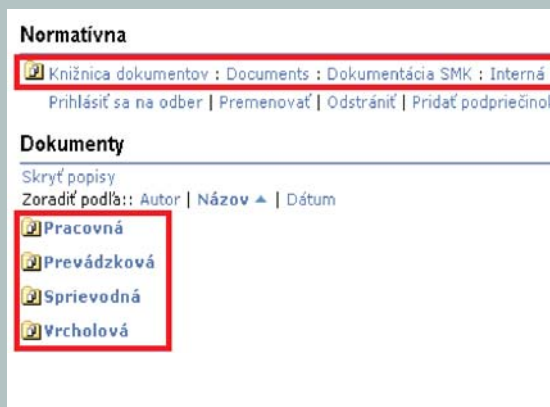 Normatívna
Knižnica dokumentov : Documents : Dokumentácia SMK : Interná
Prihlásiť sa na odber | Premenovať | Odstrániť | Pridať podpriečinok
Dokumenty
Skryť popisy
Zoradiť podľa:: Autor | Názov ▲ | Dátum
Pracovná
Prevádzková
Sprievodná
Vrcholová